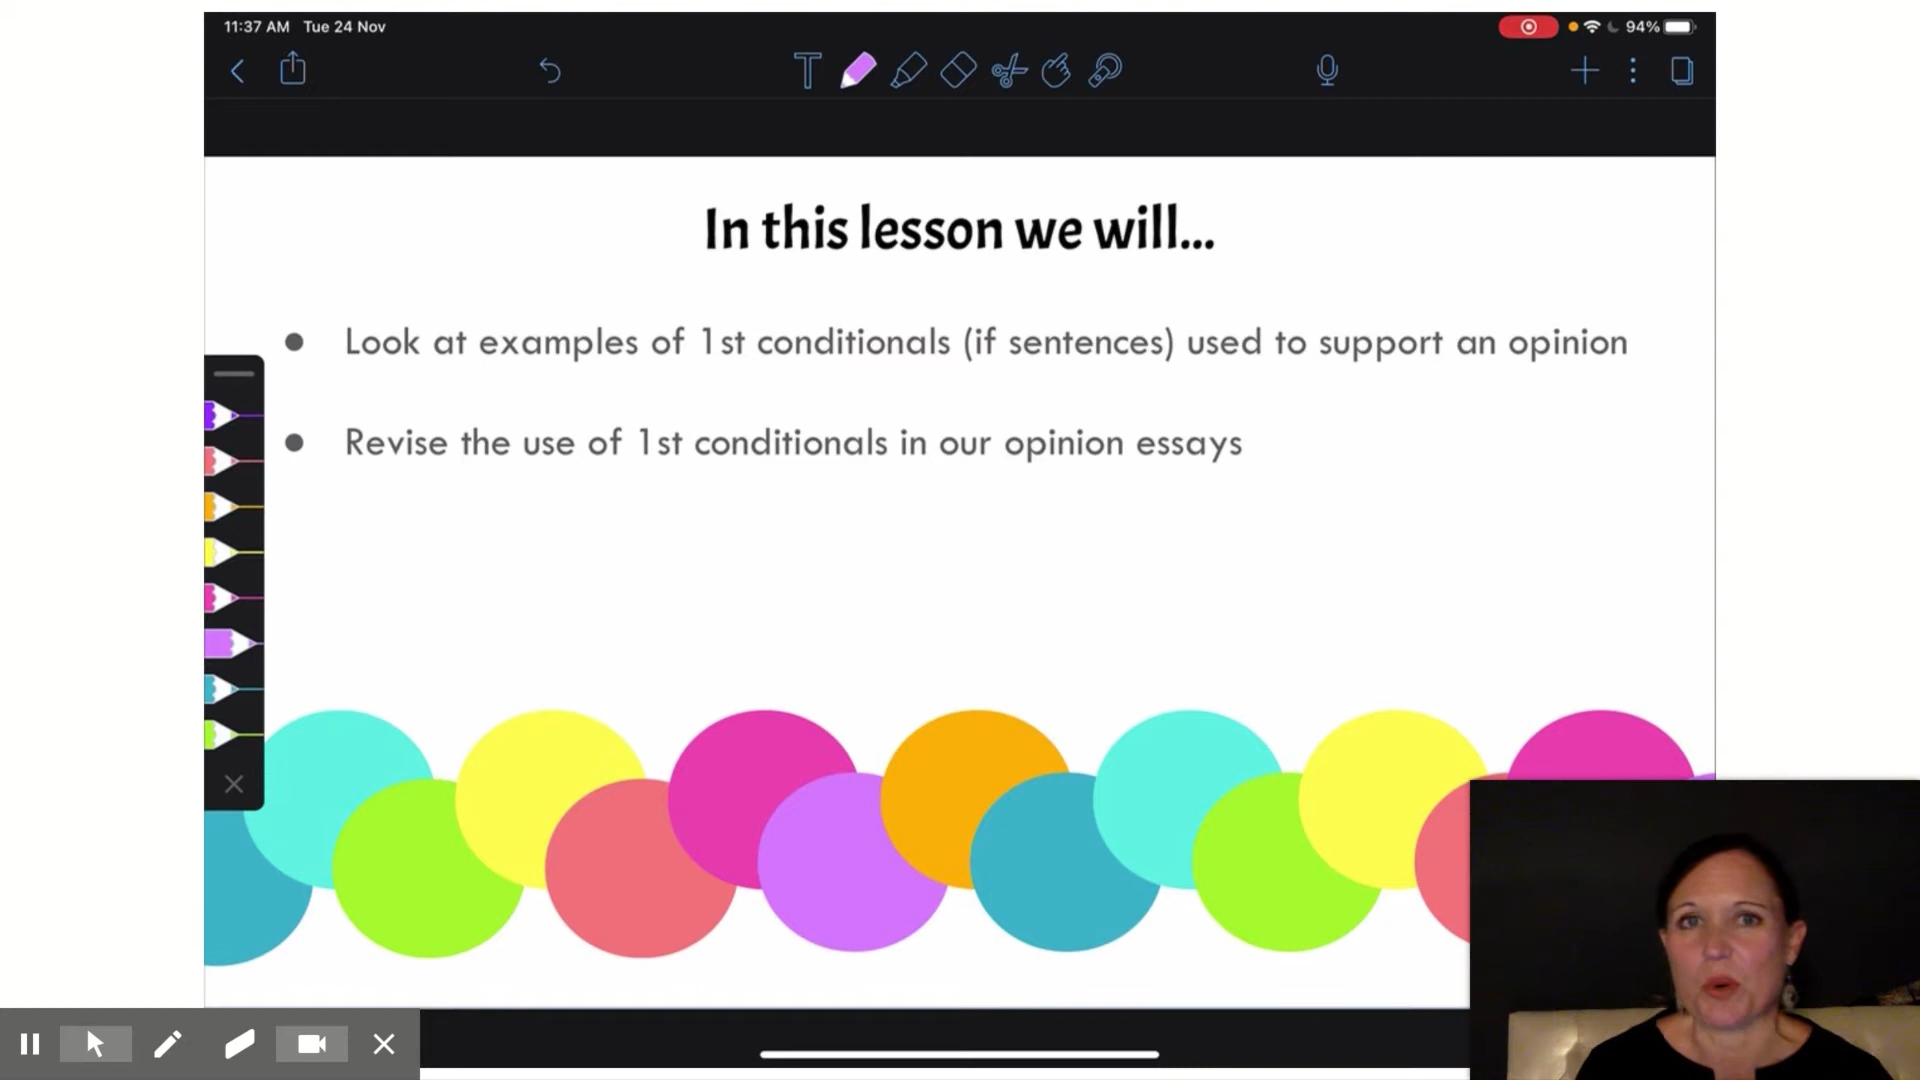 11:37 AM Tue 24 Nov
94%
In this lesson we will...
● Look at examples of 1st conditionals (if sentences) used to support an opinion
● Revise the use of 1st conditionals in our opinion essays